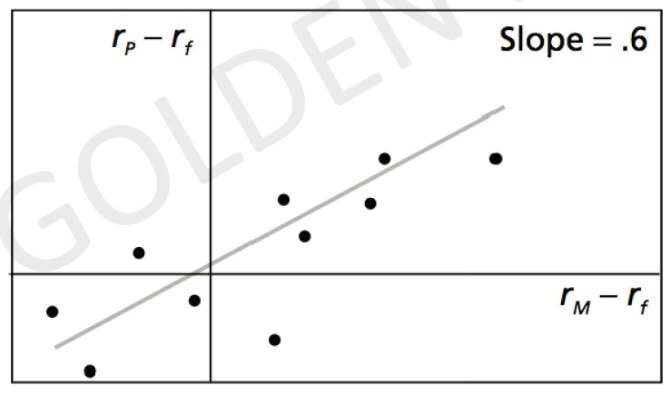 r_P − r_f
Slope = .6
r_M − r_f
GOLDEN